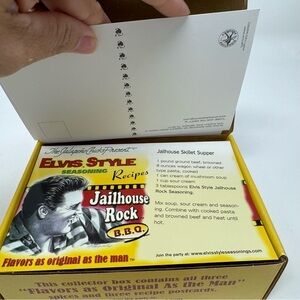 The Jalapeño Chicks Present
ELVIS STYLE
SEASONING
Recipes
Jailhouse
Rock
B.B.Q.
Flavors as original as the man™
Jailhouse Skillet Supper
1 pound ground beef, browned
8 ounces wagon wheel or other
type pasta, cooked
1 can cream of mushroom soup
1 cup sour cream
3 tablespoons Elvis Style Jailhouse
Rock Seasoning.
Mix soup, sour cream and season-
ing. Combine with cooked pasta
and browned beef and heat until
hot.
Join the party at: www.elvisstyleseasonings.com
This collector box contains all three
"Flavors as Original As the Man"
spices and three recipe postcards.